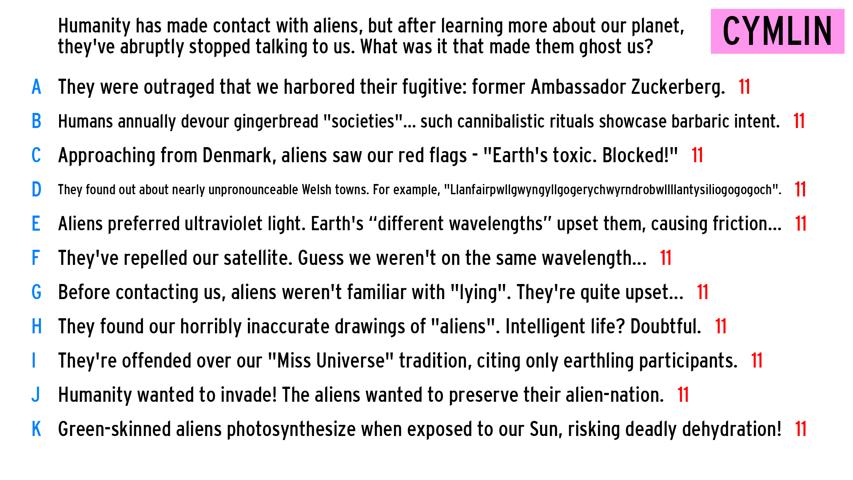 Humanity has made contact with aliens, but after learning more about our planet,
they've abruptly stopped talking to us. What was it that made them ghost us?
CYMLIN
A They were outraged that we harbored their fugitive: former Ambassador Zuckerberg. 11
B Humans annually devour gingerbread "societies"... such cannibalistic rituals showcase barbaric intent. 11
C Approaching from Denmark, aliens saw our red flags - "Earth's toxic. Blocked!" 11
D They found out about nearly unpronounceable Welsh towns. For example, "Llanfairpwllgwyngyllgogerychwyrndrobwllllantysiliogogogoch". 11
E Aliens preferred ultraviolet light. Earth's “different wavelengths” upset them, causing friction... 11
F They've repelled our satellite. Guess we weren't on the same wavelength... 11
G Before contacting us, aliens weren't familiar with "lying". They're quite upset... 11
H They found our horribly inaccurate drawings of "aliens". Intelligent life? Doubtful. 11
I They're offended over our "Miss Universe" tradition, citing only earthling participants. 11
J Humanity wanted to invade! The aliens wanted to preserve their alien-nation. 11
K Green-skinned aliens photosynthesize when exposed to our Sun, risking deadly dehydration! 11